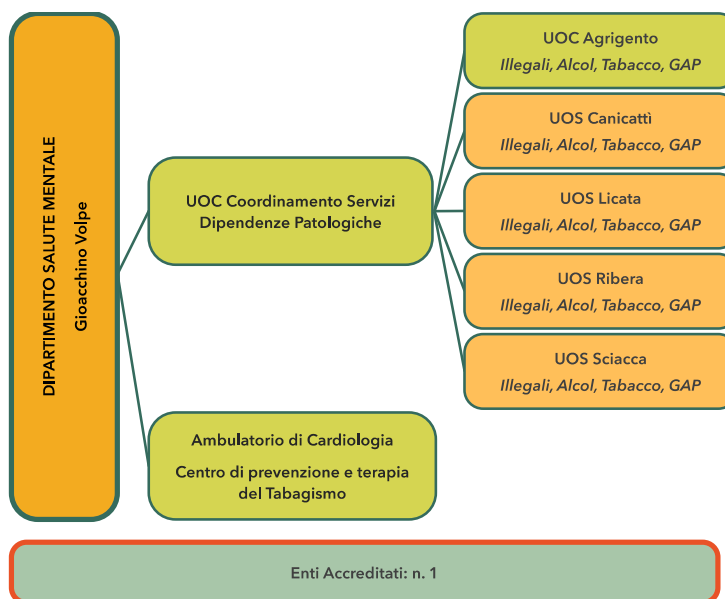 DIPARTIMENTO SALUTE MENTALE
Gioacchino Volpe
UOC Coordinamento Servizi
Dipendenze Patologiche
Ambulatorio di Cardiologia
Centro di prevenzione e terapia
del Tabagismo
UOC Agrigento
Illegali, Alcol, Tabacco, GAP
UOS Canicattì
Illegali, Alcol, Tabacco, GAP
UOS Licata
Illegali, Alcol, Tabacco, GAP
UOS Ribera
Illegali, Alcol, Tabacco, GAP
UOS Sciacca
Illegali, Alcol, Tabacco, GAP
Enti Accreditati: n. 1